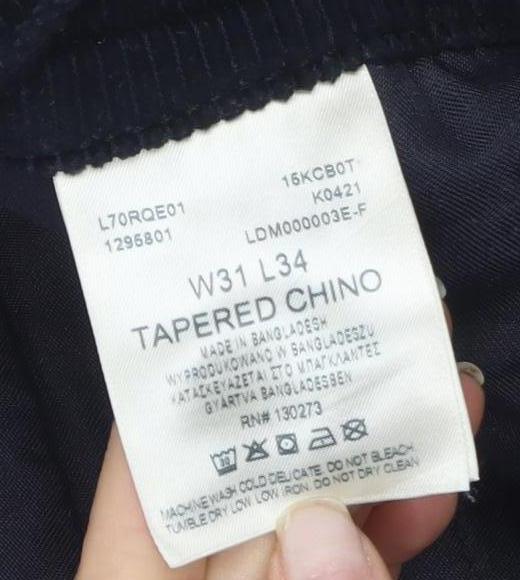 L70RQE01 15KCB0T
1295801 K0421
LDM000003E-F
W31 L34
TAPERED CHINO
MADE IN BANGLADESH
WYPRODUKOWANO W BANGLADESZU
ΚΑΤΑΣΚΕΥΑΖΕΤΑΙ ΣΤΟ ΜΠΑΓΚΛΑΝΤΕΣ
GYÁRTVA BANGLADESBEN
RN# 130273
MACHINE WASH COLD DELICATE. DO NOT BLEACH.
TUMBLE DRY LOW. LOW IRON. DO NOT DRY CLEAN